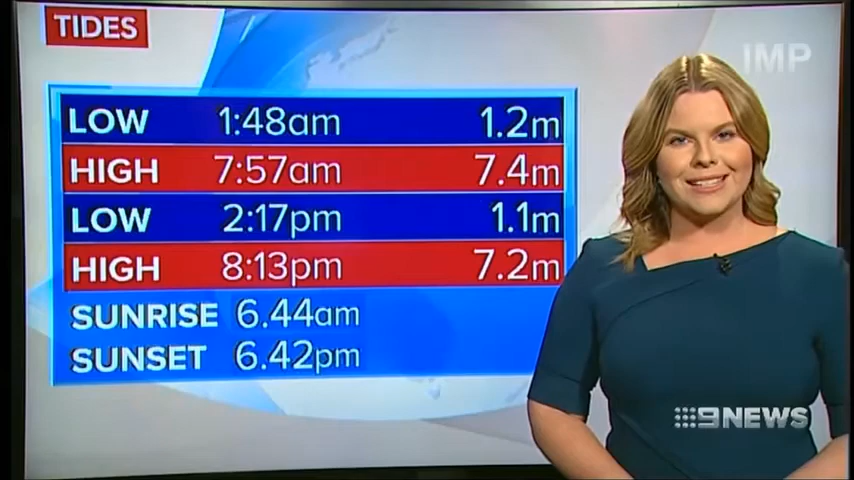 TIDES
IMP
LOW 1:48am 1.2m
HIGH 7:57am 7.4m
LOW 2:17pm 1.1m
HIGH 8:13pm 7.2m
SUNRISE 6.44am
SUNSET 6.42pm
9NEWS